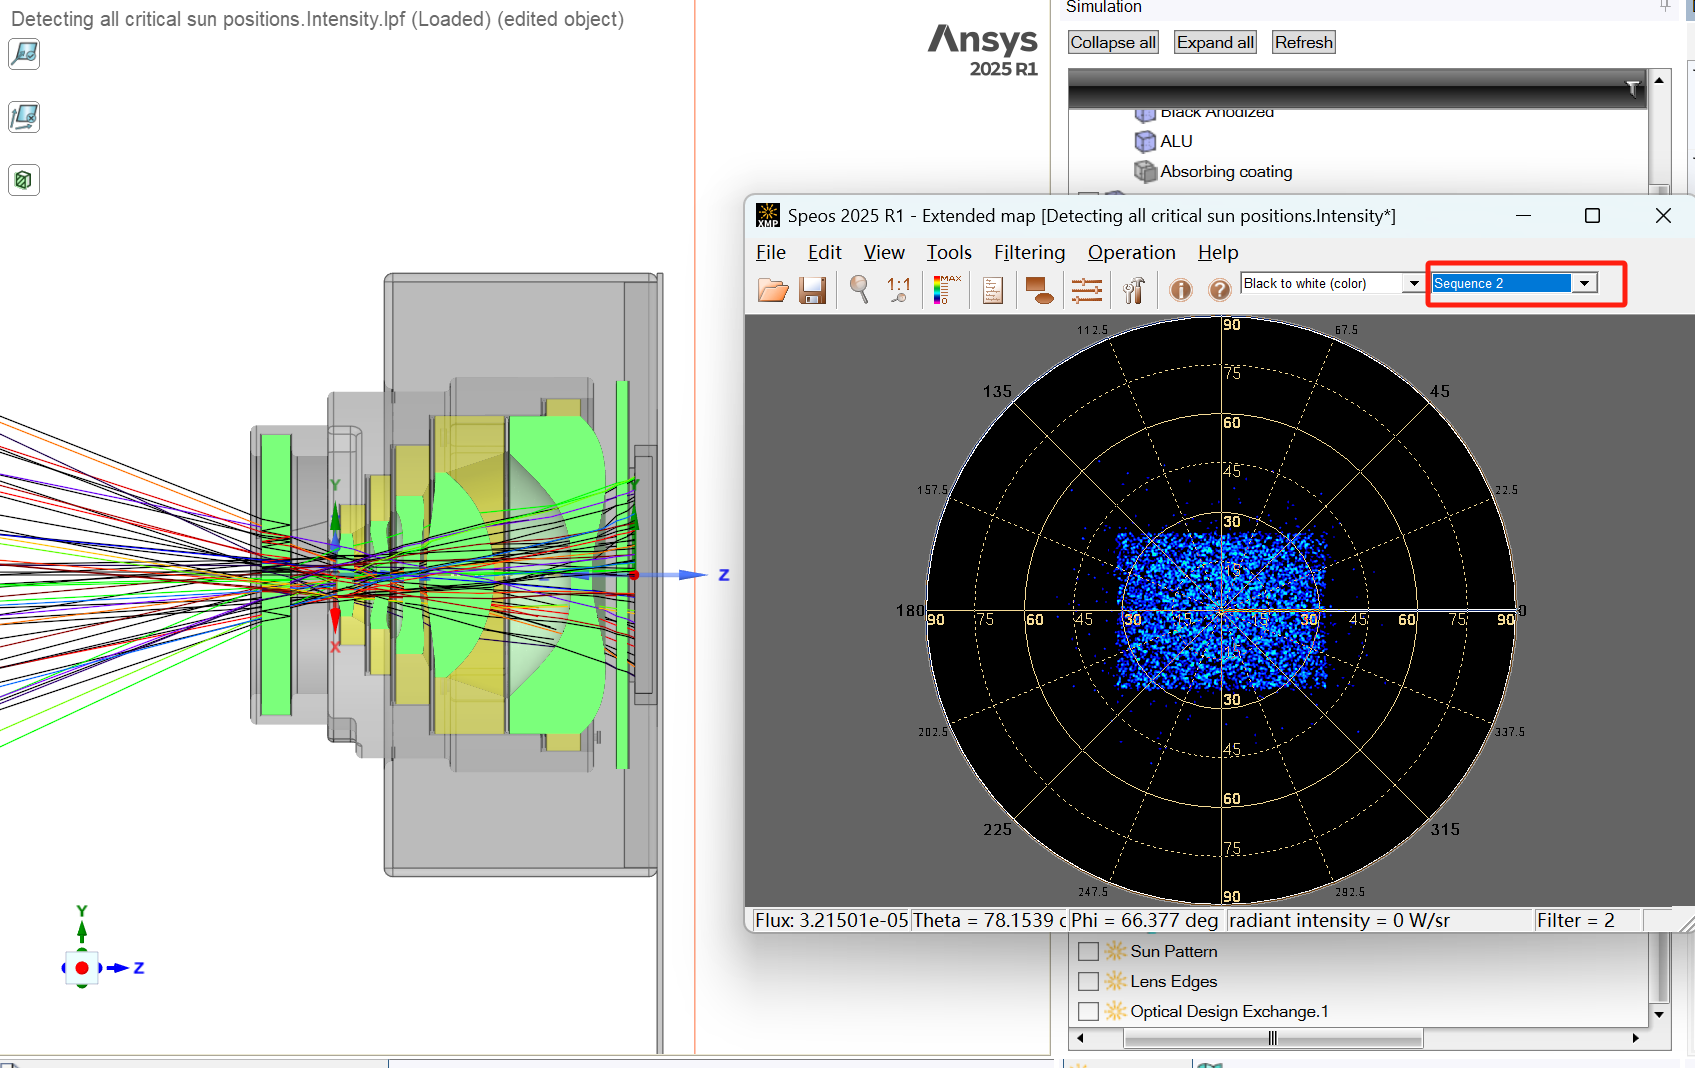 Detecting all critical sun positions.Intensity.lpf (Loaded) (edited object)
Ansys
2025 R1
Y
X
Z
Y
Z
Simulation
Collapse all
Expand all
Refresh
Black Anodized
ALU
Absorbing coating
XMP
Speos 2025 R1 - Extended map [Detecting all critical sun positions.Intensity*]
File Edit View Tools Filtering Operation Help
1:1
MAX
Black to white (color)
Sequence 2
90
112.5
67.5
75
135
45
60
45
157.5
22.5
30
15
180
90 75 60 45 30 15 15 30 45 60 75 90
0
15
30
202.5
337.5
45
60
225
315
75
247.5
292.5
90
Flux: 3.21501e-05
Theta = 78.1539
Phi = 66.377 deg
radiant intensity = 0 W/sr
Filter = 2
Sun Pattern
Lens Edges
Optical Design Exchange.1